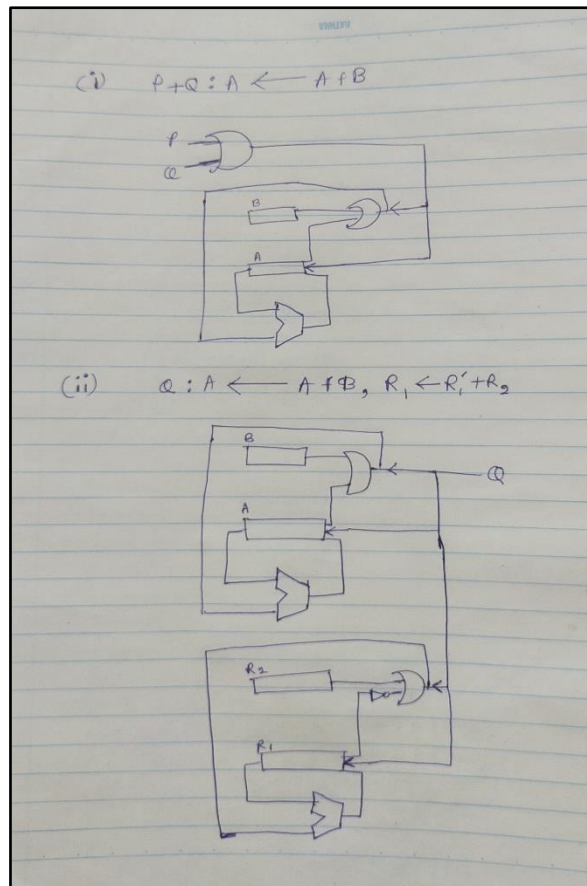 (i) P+Q : A ← A + B
P
Q
B
A
(ii) Q : A ← A + B, R₁ ← R₁' + R₂
B
Q
A
R2
R1